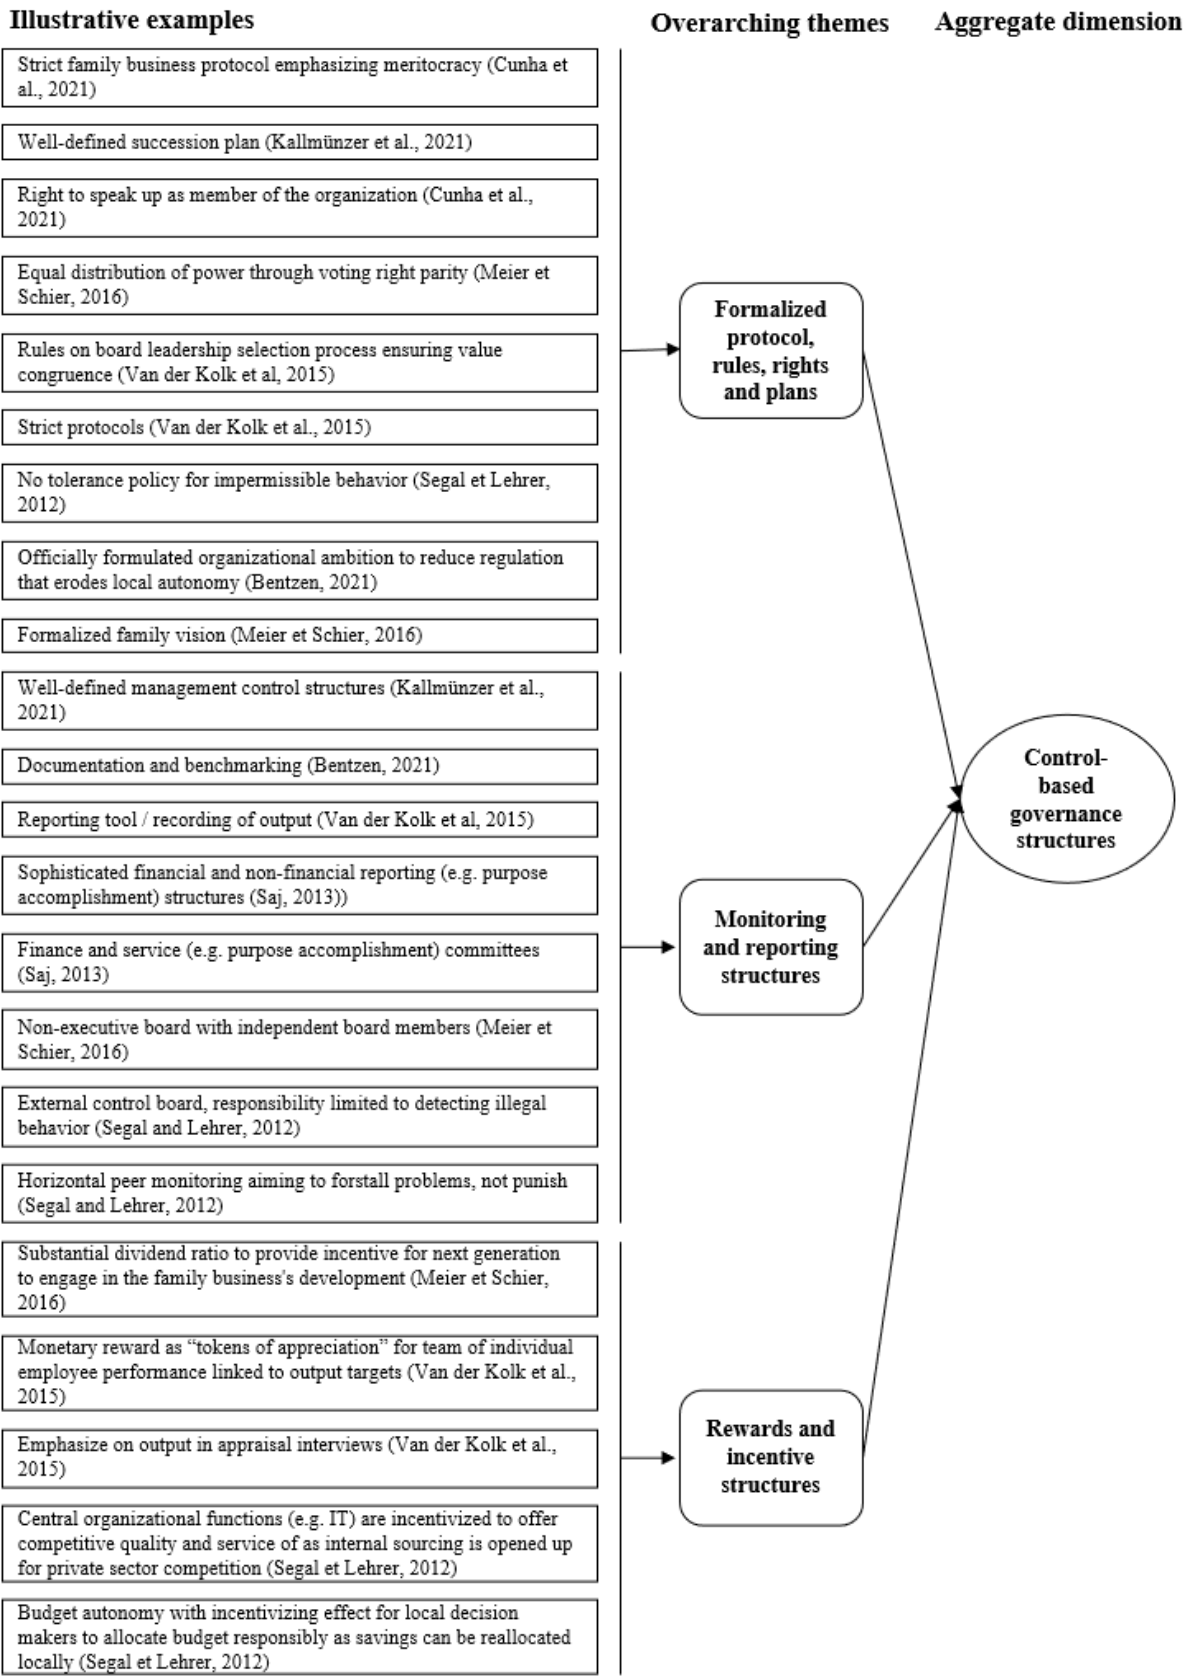 Illustrative examples
Overarching themes
Aggregate dimension
Strict family business protocol emphasizing meritocracy (Cunha et
al., 2021)
Well-defined succession plan (Kallmünzer et al., 2021)
Right to speak up as member of the organization (Cunha et al.,
2021)
Equal distribution of power through voting right parity (Meier et
Schier, 2016)
Rules on board leadership selection process ensuring value
congruence (Van der Kolk et al, 2015)
Strict protocols (Van der Kolk et al., 2015)
No tolerance policy for impermissible behavior (Segal et Lehrer,
2012)
Officially formulated organizational ambition to reduce regulation
that erodes local autonomy (Bentzen, 2021)
Formalized family vision (Meier et Schier, 2016)
Formalized
protocol,
rules, rights
and plans
Well-defined management control structures (Kallmünzer et al.,
2021)
Documentation and benchmarking (Bentzen, 2021)
Reporting tool / recording of output (Van der Kolk et al, 2015)
Sophisticated financial and non-financial reporting (e.g. purpose
accomplishment) structures (Saj, 2013))
Finance and service (e.g. purpose accomplishment) committees
(Saj, 2013)
Non-executive board with independent board members (Meier et
Schier, 2016)
External control board, responsibility limited to detecting illegal
behavior (Segal and Lehrer, 2012)
Horizontal peer monitoring aiming to forstall problems, not punish
(Segal and Lehrer, 2012)
Monitoring
and reporting
structures
Substantial dividend ratio to provide incentive for next generation
to engage in the family business's development (Meier et Schier,
2016)
Monetary reward as “tokens of appreciation” for team of individual
employee performance linked to output targets (Van der Kolk et al.,
2015)
Emphasize on output in appraisal interviews (Van der Kolk et al.,
2015)
Central organizational functions (e.g. IT) are incentivized to offer
competitive quality and service of as internal sourcing is opened up
for private sector competition (Segal et Lehrer, 2012)
Budget autonomy with incentivizing effect for local decision
makers to allocate budget responsibly as savings can be reallocated
locally (Segal et Lehrer, 2012)
Rewards and
incentive
structures
Control-
based
governance
structures